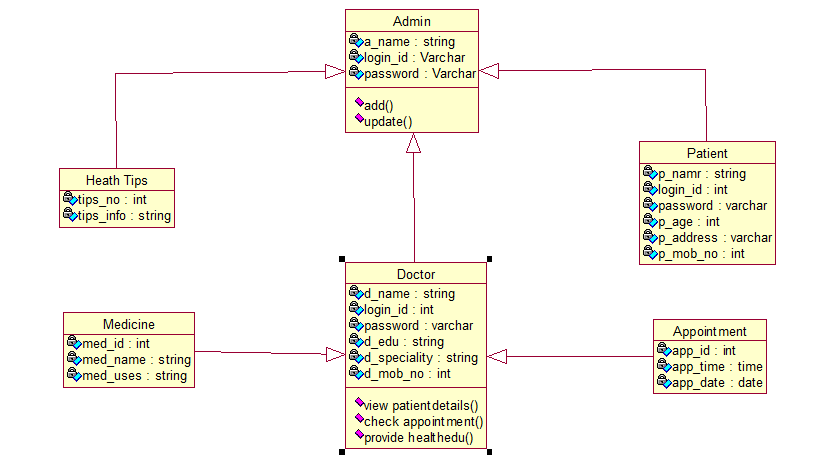 Admin
a_name : string
login_id : Varchar
password : Varchar
add()
update()
Heath Tips
tips_no : int
tips_info : string
Patient
p_namr : string
login_id : int
password : varchar
p_age : int
p_address : varchar
p_mob_no : int
Doctor
d_name : string
login_id : int
password : varchar
d_edu : string
d_speciality : string
d_mob_no : int
view patientdetails()
check appointment()
provide healthedu()
Medicine
med_id : int
med_name : string
med_uses : string
Appointment
app_id : int
app_time : time
app_date : date